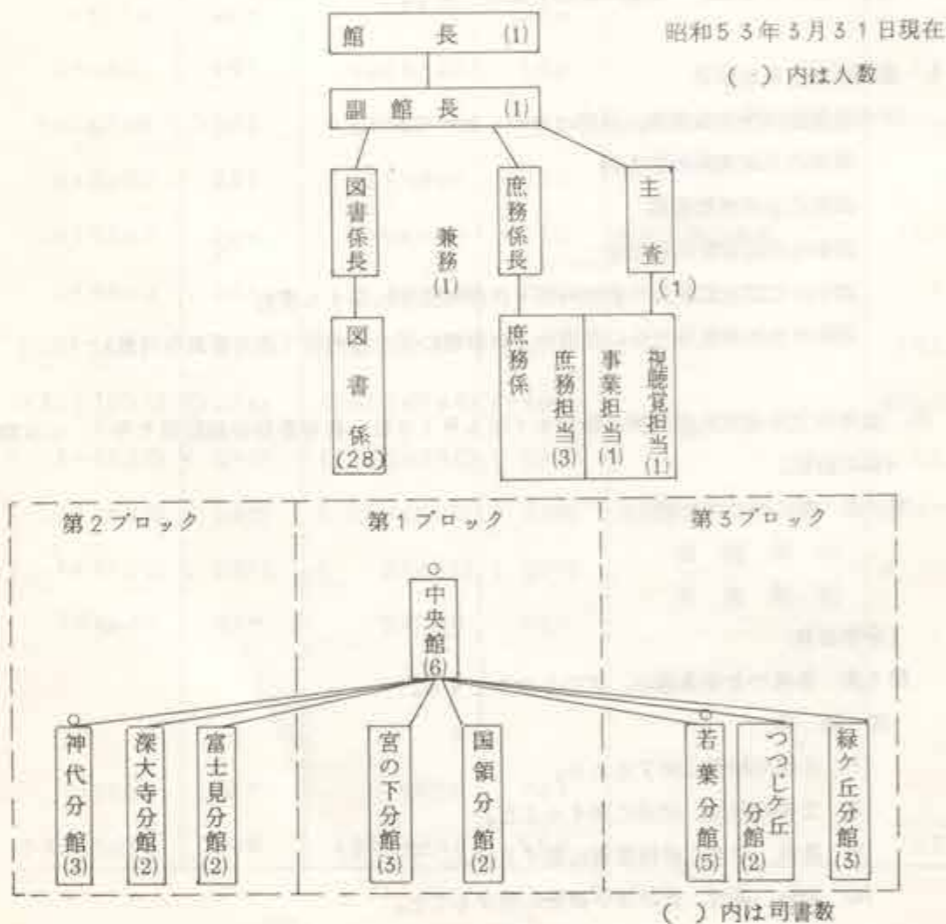 館長 (1)
昭和53年3月31日現在
( )内は人数
副館長 (1)
図書係長
兼務(1)
庶務係長
主査
(1)
図書係(28)
庶務係
庶務担当(3)
事業担当(1)
視聴覚担当(1)
第2ブロック
第1ブロック
第3ブロック
中央館(6)
神代分館(3)
深大寺分館(2)
富士見分館(2)
宮の下分館(3)
国領分館(2)
若葉分館(5)
つつじケ丘
分館(2)
緑ケ丘分館(3)
( )内は司書数